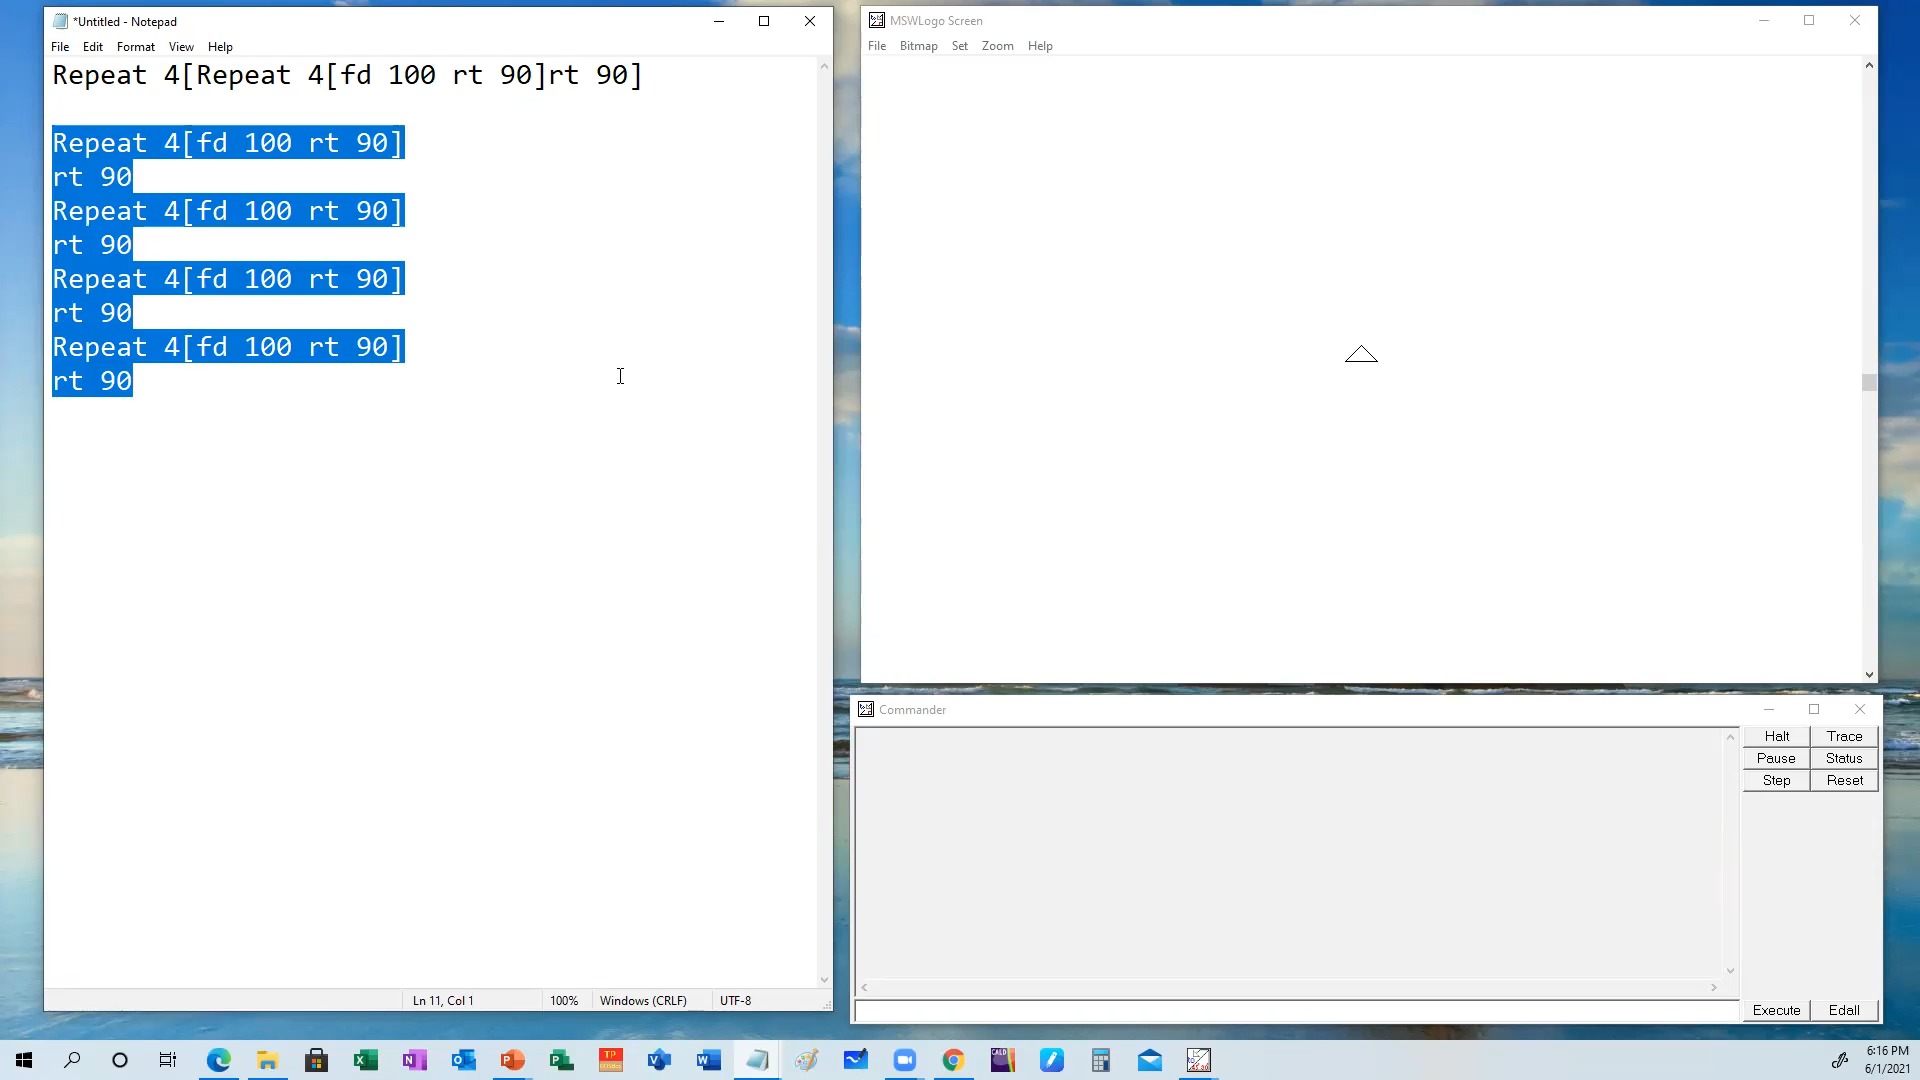 *Untitled - Notepad
File Edit Format View Help
Repeat 4[Repeat 4[fd 100 rt 90]rt 90]
Repeat 4[fd 100 rt 90]
rt 90
Repeat 4[fd 100 rt 90]
rt 90
Repeat 4[fd 100 rt 90]
rt 90
Repeat 4[fd 100 rt 90]
rt 90
Ln 11, Col 1 100% Windows (CRLF) UTF-8
MSWLogo Screen
File Bitmap Set Zoom Help
Commander
Halt Trace
Pause Status
Step Reset
Execute Edall
6:16 PM
6/1/2021